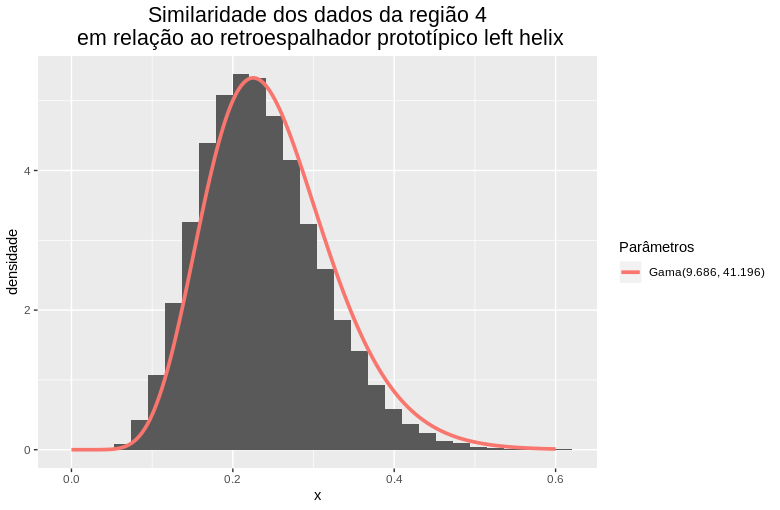 Similaridade dos dados da região 4
em relação ao retroespalhador prototípico left helix
densidade
4
2
0
0.0
0.2
0.4
0.6
x
Parâmetros
Gama(9.686, 41.196)